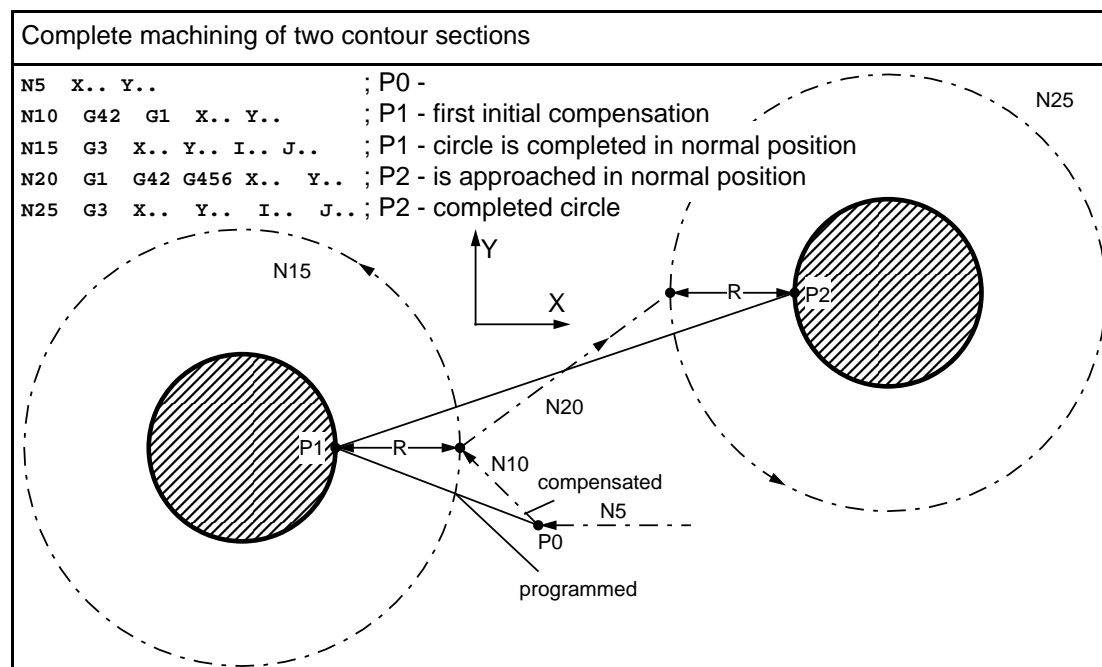 Complete machining of two contour sections
N5 X.. Y.. ; P0 -
N10 G42 G1 X.. Y.. ; P1 - first initial compensation
N15 G3 X.. Y.. I.. J.. ; P1 - circle is completed in normal position
N20 G1 G42 G456 X.. Y.. ; P2 - is approached in normal position
N25 G3 X.. Y.. I.. J.. ; P2 - completed circle
N25
N15
Y
X
R
P2
N20
P1
R
N10
compensated
N5
P0
programmed